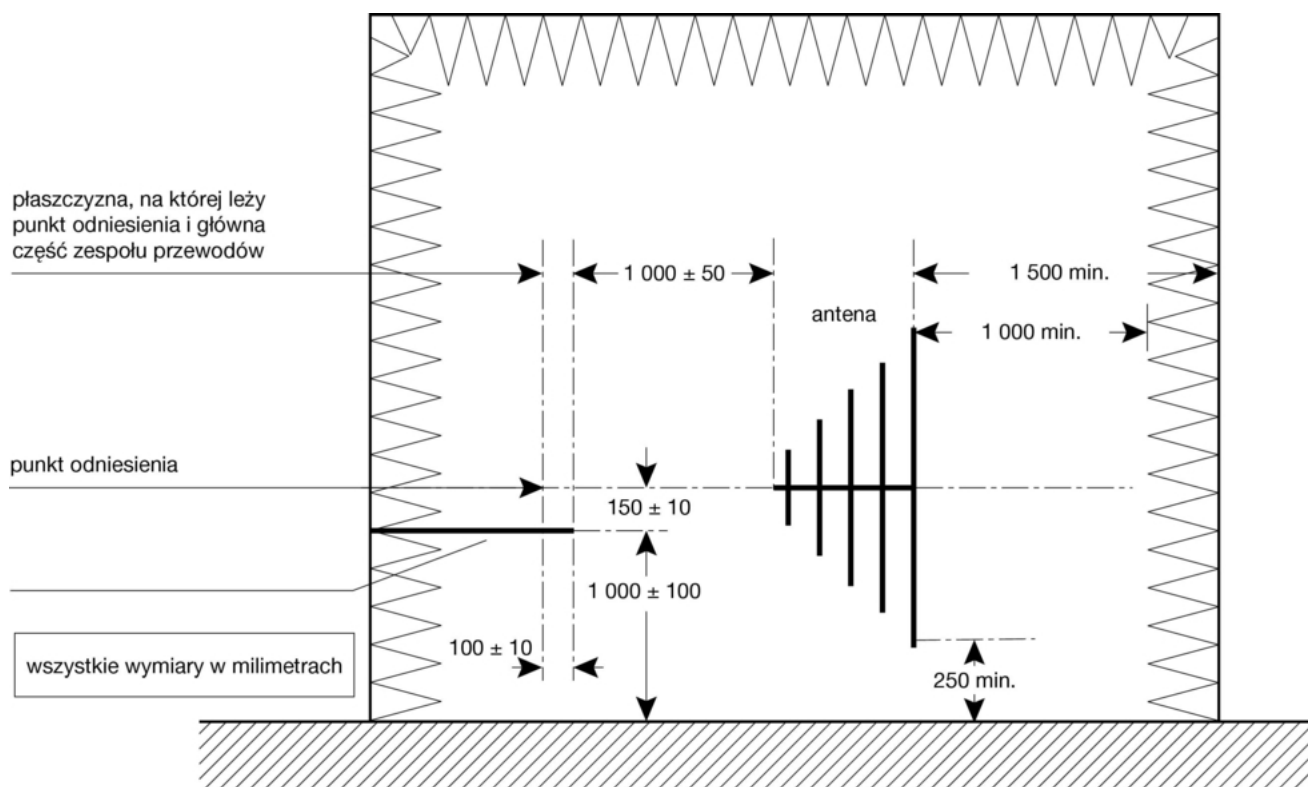 płaszczyzna, na której leży
punkt odniesienia i główna
część zespołu przewodów
1 000 ± 50
1 500 min.
antena
1 000 min.
punkt odniesienia
150 ± 10
1 000 ± 100
100 ± 10
wszystkie wymiary w milimetrach
250 min.